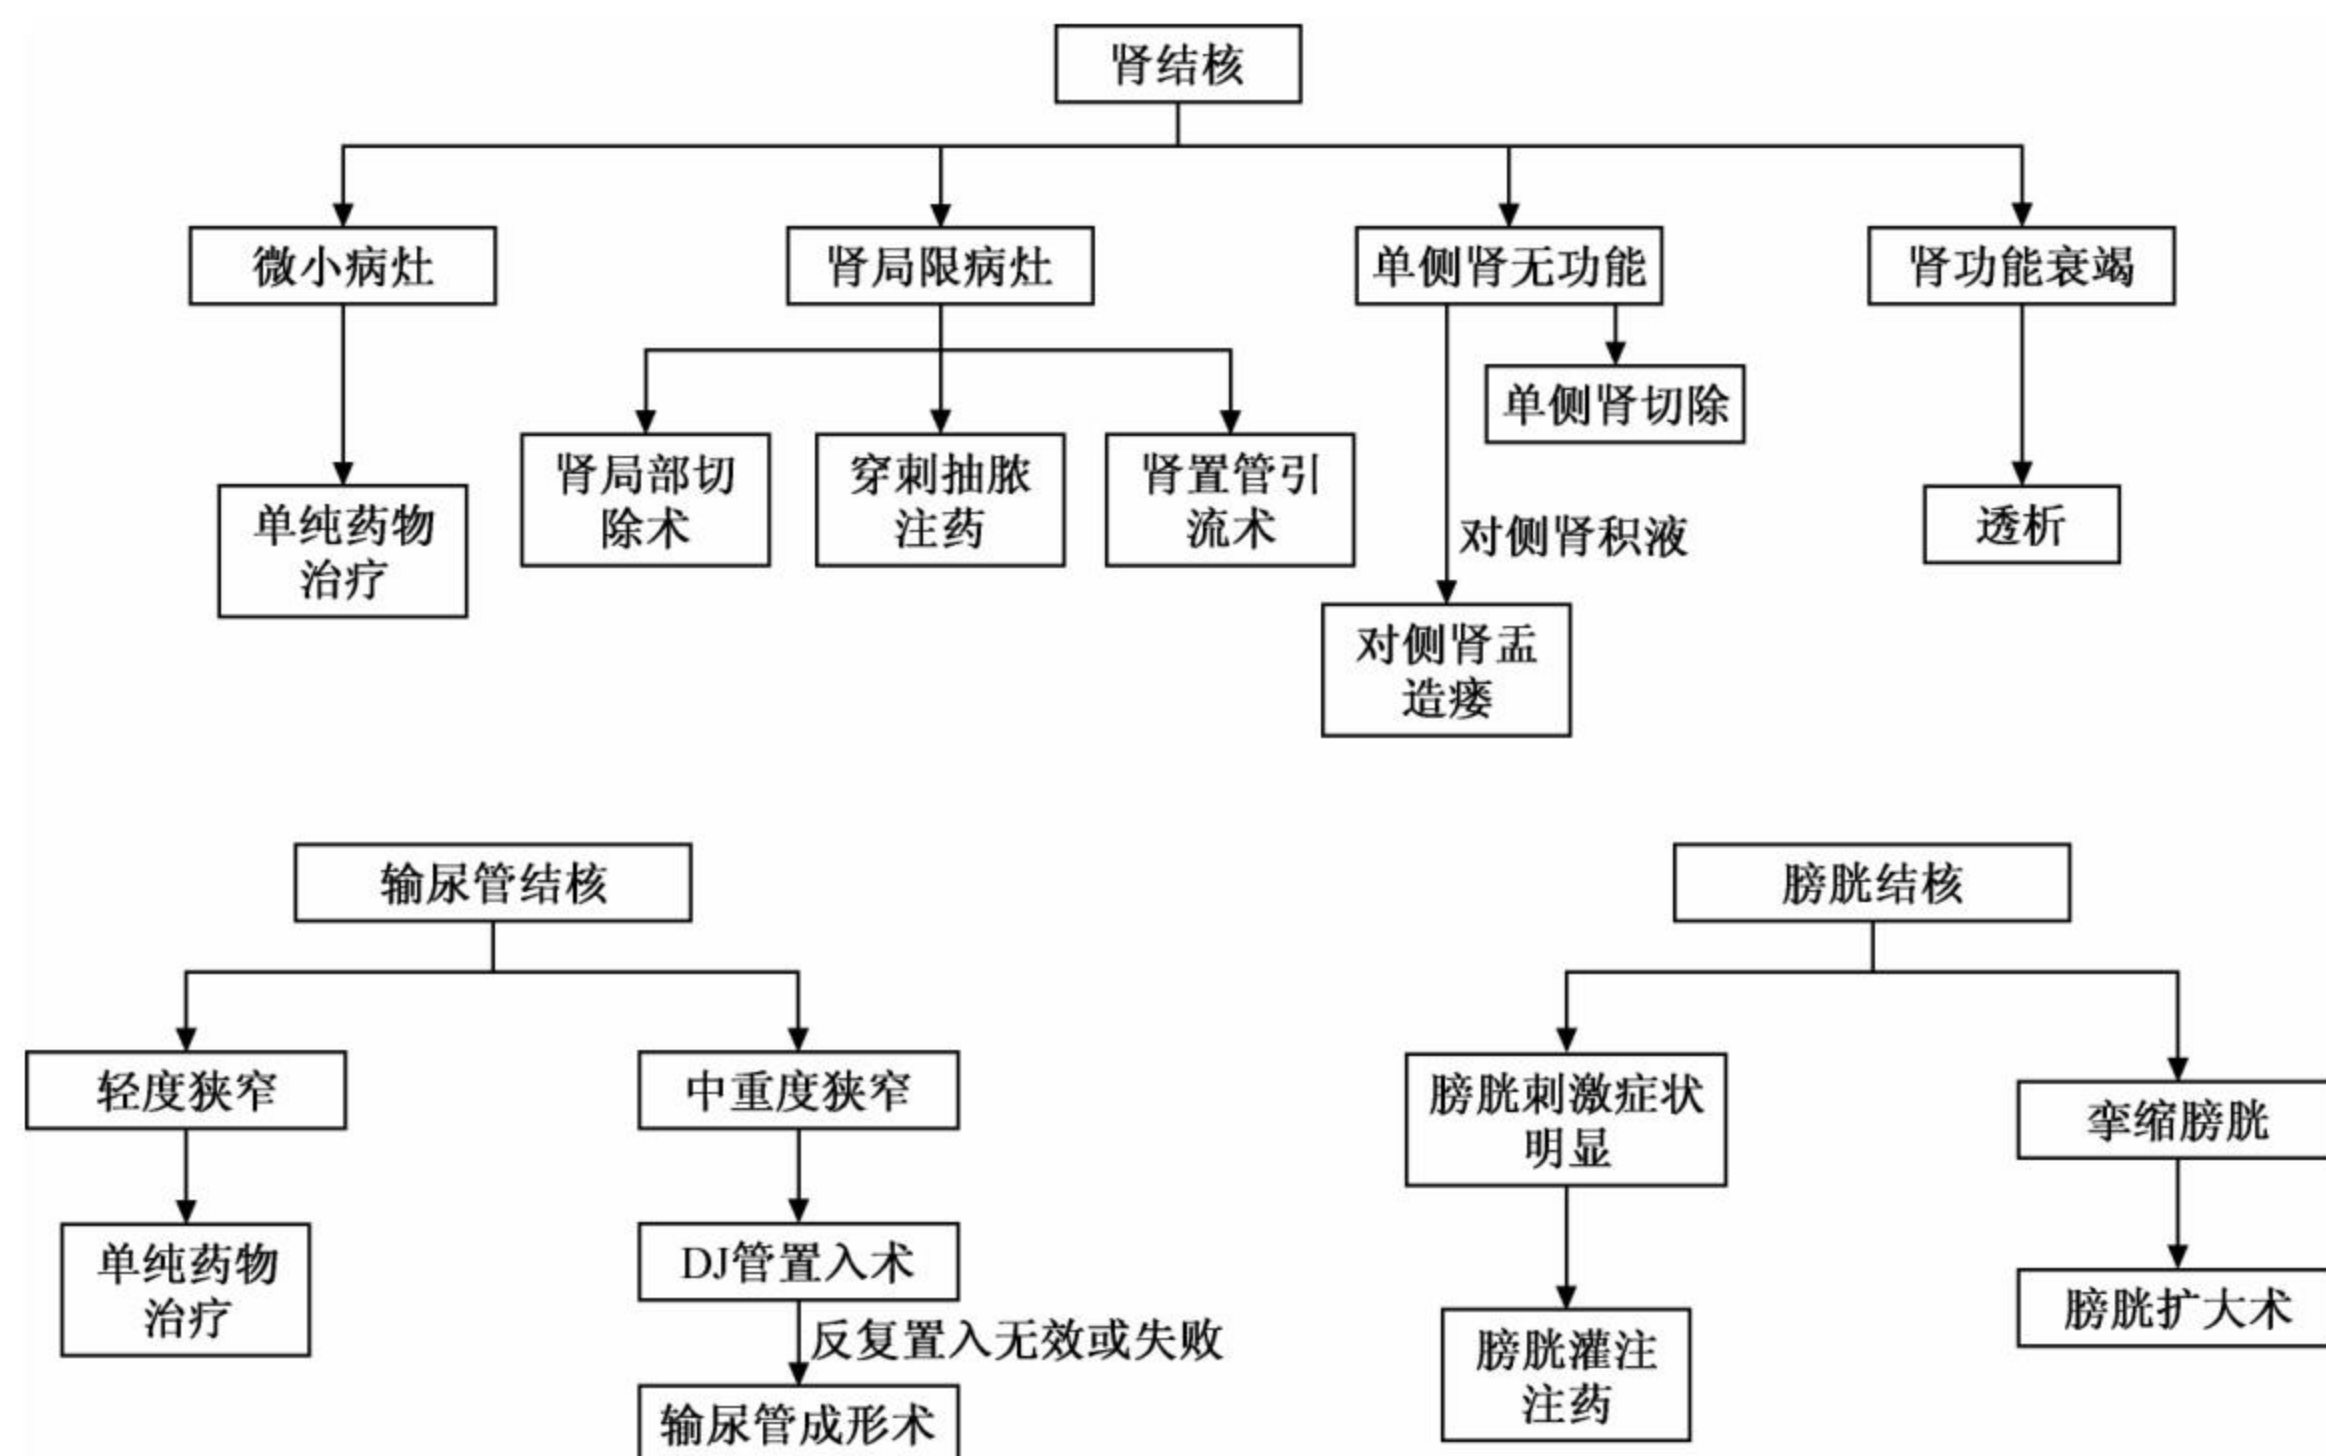 肾结核
微小病灶
肾局限病灶
单侧肾无功能
肾功能衰竭
单侧肾切除
肾局部切
除术
穿刺抽脓
注药
肾置管引
流术
单纯药物
治疗
对侧肾积液
透析
对侧肾盂
造瘘
输尿管结核
膀胱结核
轻度狭窄
中重度狭窄
膀胱刺激症状
明显
挛缩膀胱
单纯药物
治疗
DJ管置入术
反复置入无效或失败
输尿管成形术
膀胱灌注
注药
膀胱扩大术